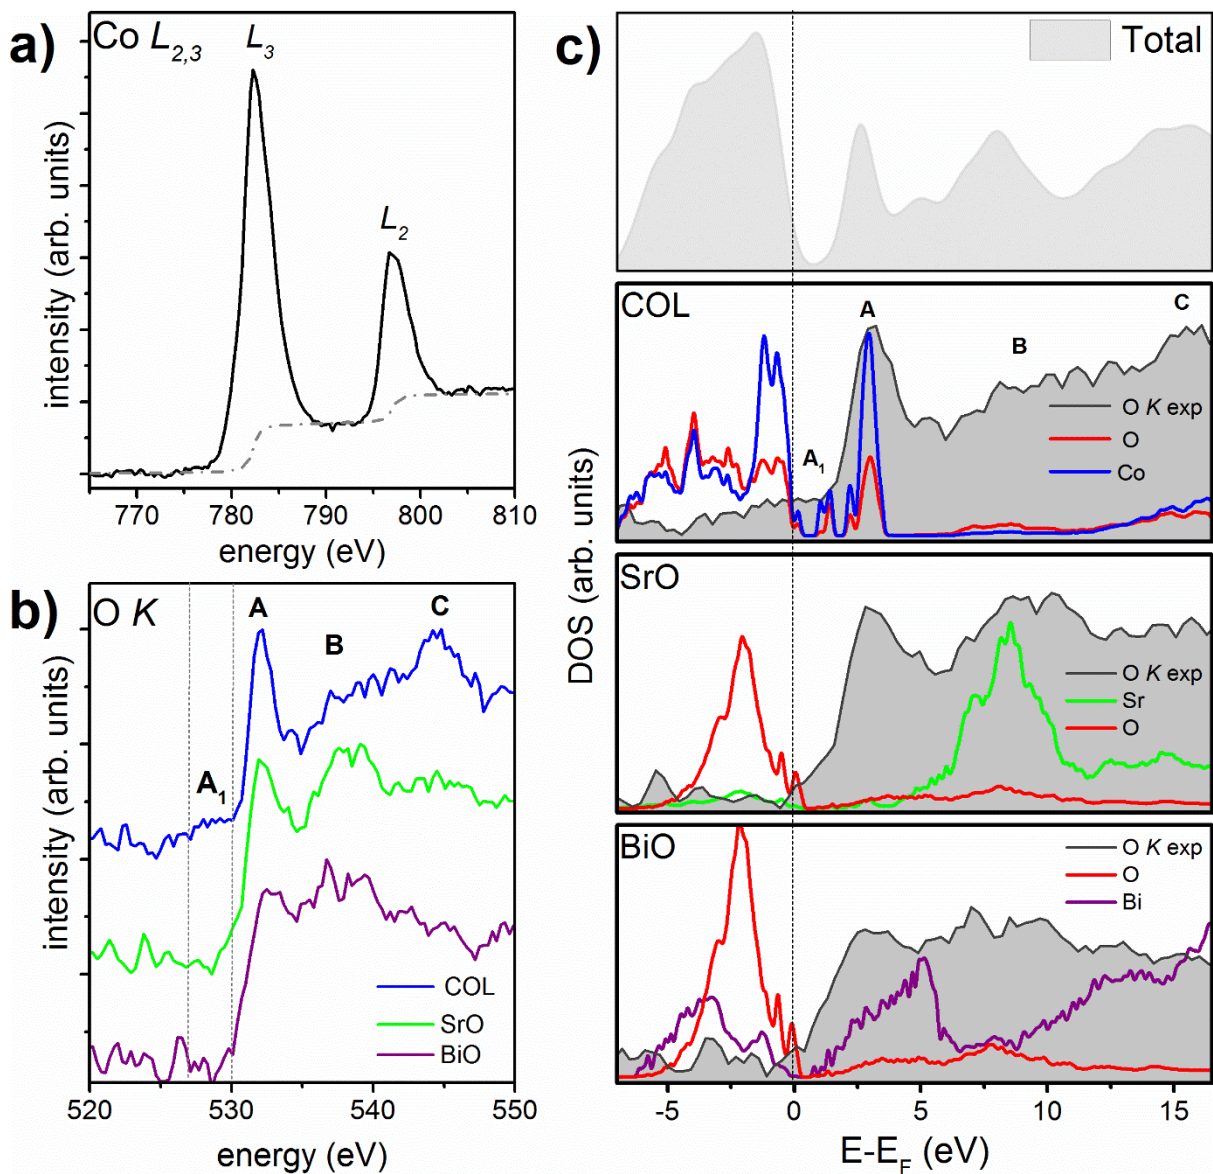 a)
Co L2,3
L3
L2
intensity (arb. units)
770 780 790 800 810
energy (eV)
b)
O K
A
B
C
A1
intensity (arb. units)
COL
SrO
BiO
520 530 540 550
energy (eV)
c)
Total
DOS (arb. units)
COL
A
B
C
A1
O K exp
O
Co
SrO
O K exp
Sr
O
BiO
O K exp
O
Bi
-5 0 5 10 15
E-EF (eV)